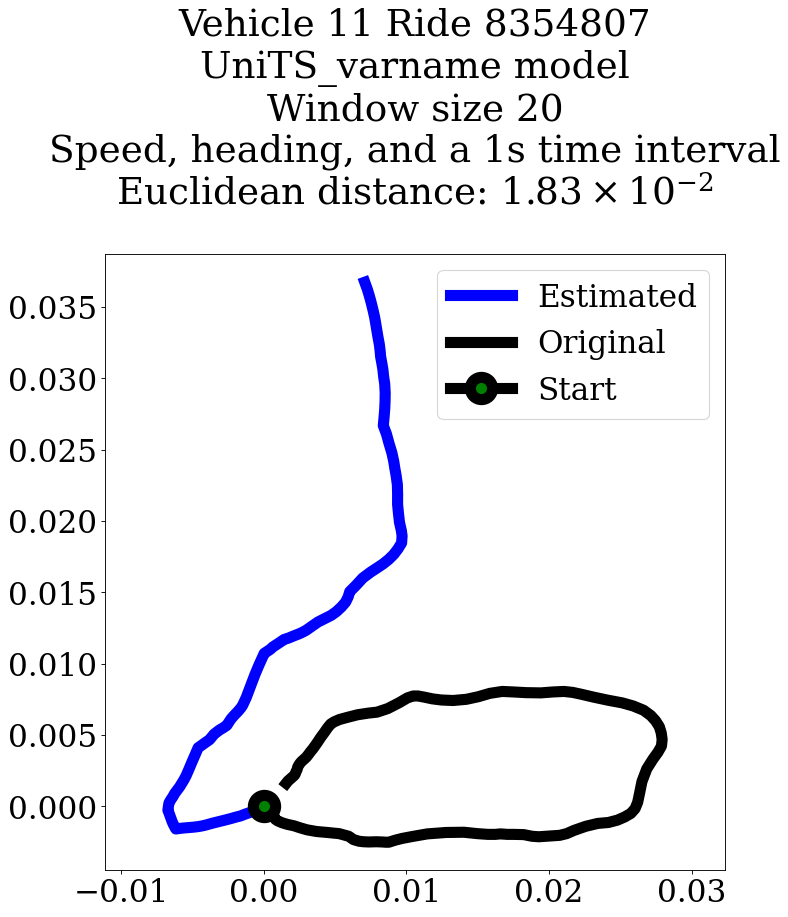 Vehicle 11 Ride 8354807
UniTS_varname model
Window size 20
Speed, heading, and a 1s time interval
Euclidean distance: 1.83 × 10⁻²
Estimated
Original
Start
0.035
0.030
0.025
0.020
0.015
0.010
0.005
0.000
−0.01
0.00
0.01
0.02
0.03